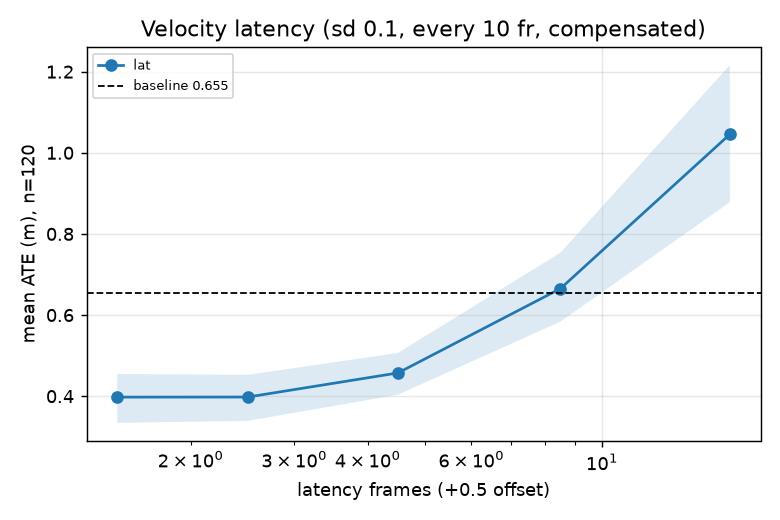 Velocity latency (sd 0.1, every 10 fr, compensated)
lat
baseline 0.655
mean ATE (m), n=120
1.2
1.0
0.8
0.6
0.4
2 × 10⁰ 3 × 10⁰ 4 × 10⁰ 6 × 10⁰ 10¹
latency frames (+0.5 offset)